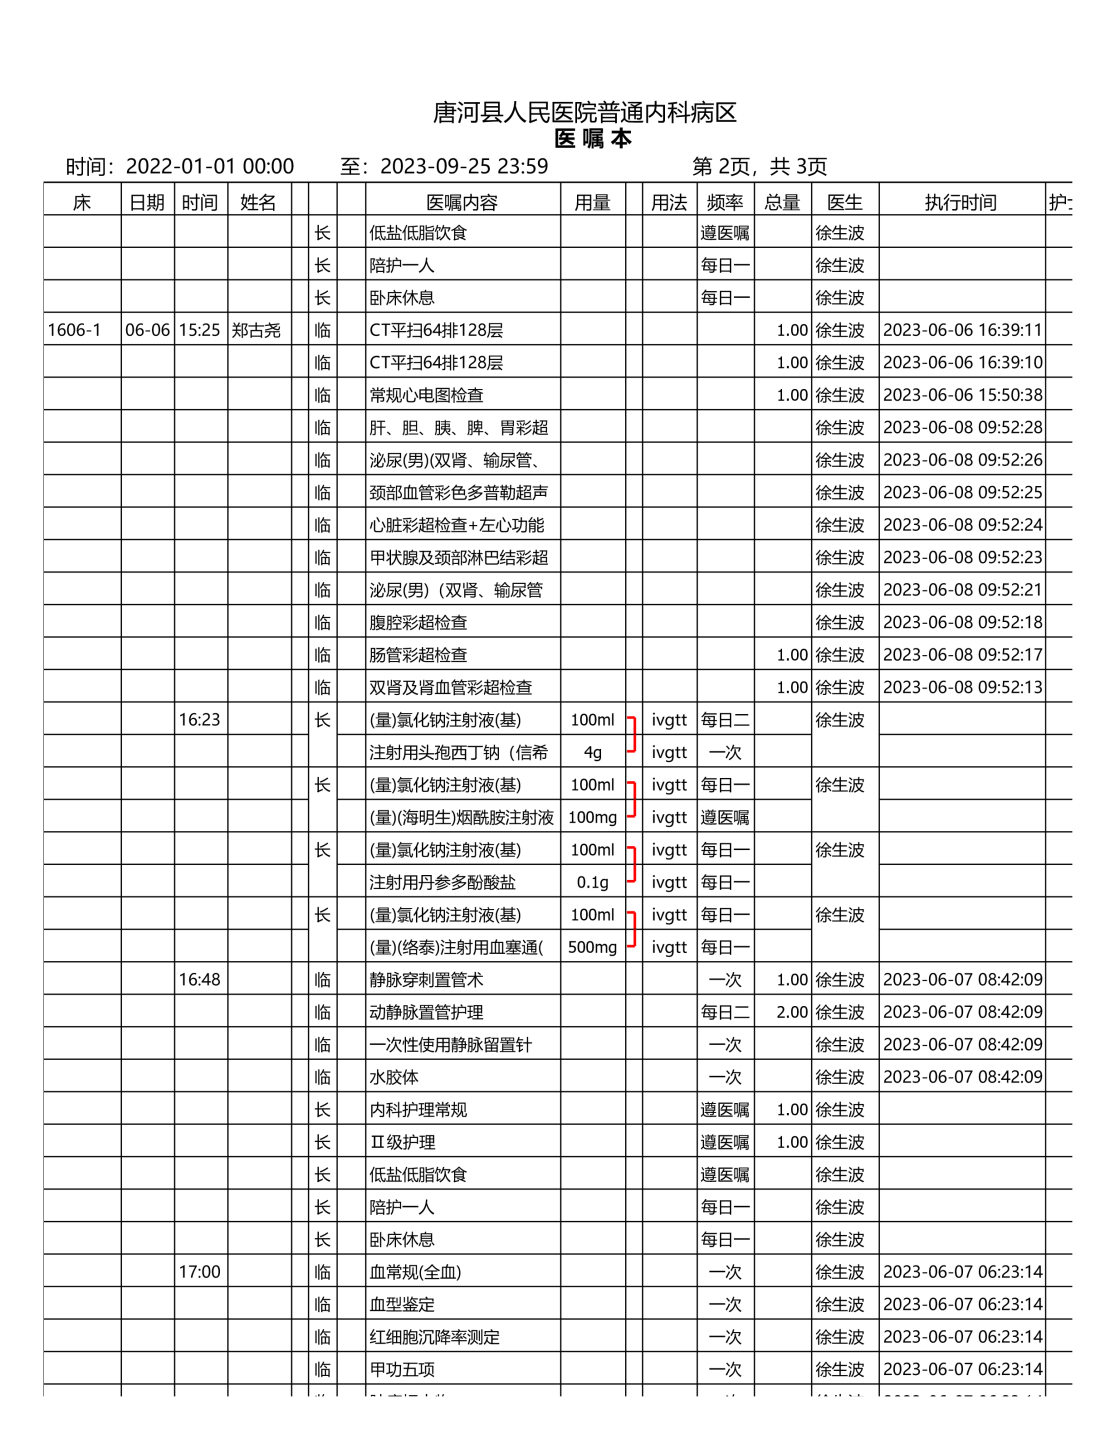 唐河县人民医院普通内科病区
医 嘱 本
时间：2022-01-01 00:00 至：2023-09-25 23:59 第 2页，共 3页
床 日期 时间 姓名 医嘱内容 用量 用法 频率 总量 医生 执行时间
长 低盐低脂饮食 遵医嘱 徐生波
长 陪护一人 每日一 徐生波
长 卧床休息 每日一 徐生波
1606-1 06-06 15:25 郑古尧 临 CT平扫64排128层 1.00 徐生波 2023-06-06 16:39:11
临 CT平扫64排128层 1.00 徐生波 2023-06-06 16:39:10
临 常规心电图检查 1.00 徐生波 2023-06-06 15:50:38
临 肝、胆、胰、脾、胃彩超 徐生波 2023-06-08 09:52:28
临 泌尿(男)(双肾、输尿管、 徐生波 2023-06-08 09:52:26
临 颈部血管彩色多普勒超声 徐生波 2023-06-08 09:52:25
临 心脏彩超检查+左心功能 徐生波 2023-06-08 09:52:24
临 甲状腺及颈部淋巴结彩超 徐生波 2023-06-08 09:52:23
临 泌尿(男)（双肾、输尿管 徐生波 2023-06-08 09:52:21
临 腹腔彩超检查 徐生波 2023-06-08 09:52:18
临 肠管彩超检查 1.00 徐生波 2023-06-08 09:52:17
临 双肾及肾血管彩超检查 1.00 徐生波 2023-06-08 09:52:13
16:23 长 (量)氯化钠注射液(基) 100ml ivgtt 每日二 徐生波
注射用头孢西丁钠（信希 4g ivgtt 一次
长 (量)氯化钠注射液(基) 100ml ivgtt 每日一 徐生波
(量)(海明生)烟酰胺注射液 100mg ivgtt 遵医嘱
长 (量)氯化钠注射液(基) 100ml ivgtt 每日一 徐生波
注射用丹参多酚酸盐 0.1g ivgtt 每日一
长 (量)氯化钠注射液(基) 100ml ivgtt 每日一 徐生波
(量)(络泰)注射用血塞通( 500mg ivgtt 每日一
16:48 临 静脉穿刺置管术 一次 1.00 徐生波 2023-06-07 08:42:09
临 动静脉置管护理 每日二 2.00 徐生波 2023-06-07 08:42:09
临 一次性使用静脉留置针 一次 徐生波 2023-06-07 08:42:09
临 水胶体 一次 徐生波 2023-06-07 08:42:09
长 内科护理常规 遵医嘱 1.00 徐生波
长 Ⅱ级护理 遵医嘱 1.00 徐生波
长 低盐低脂饮食 遵医嘱 徐生波
长 陪护一人 每日一 徐生波
长 卧床休息 每日一 徐生波
17:00 临 血常规(全血) 一次 徐生波 2023-06-07 06:23:14
临 血型鉴定 一次 徐生波 2023-06-07 06:23:14
临 红细胞沉降率测定 一次 徐生波 2023-06-07 06:23:14
临 甲功五项 一次 徐生波 2023-06-07 06:23:14